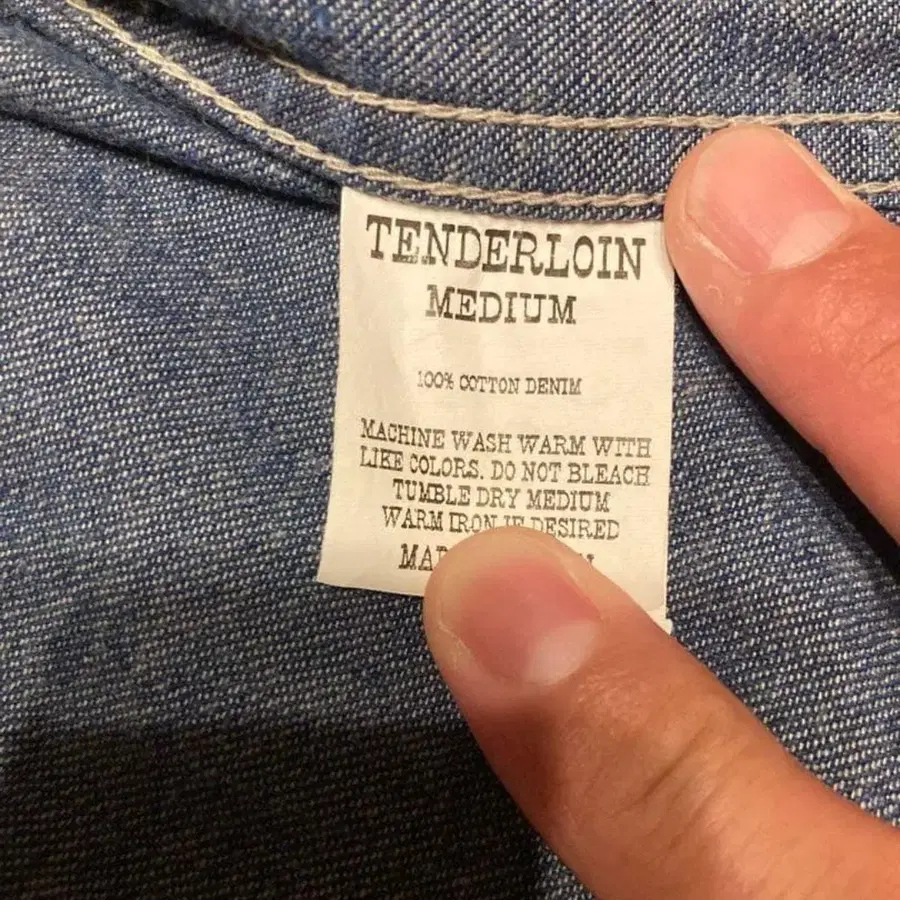 TENDERLOIN
MEDIUM
100% COTTON DENIM
MACHINE WASH WARM WITH
LIKE COLORS. DO NOT BLEACH
TUMBLE DRY MEDIUM
WARM IRON IF DESIRED